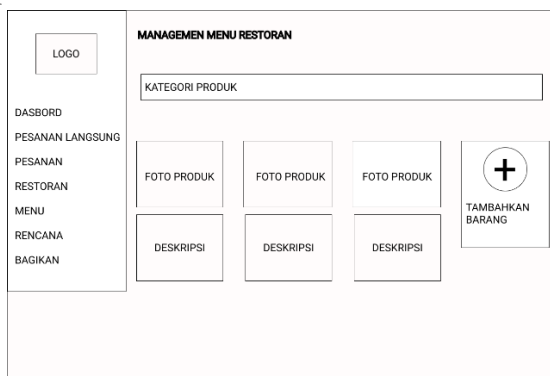 LOGO
MANAGEMEN MENU RESTORAN
KATEGORI PRODUK
DASBORD
PESANAN LANGSUNG
PESANAN
RESTORAN
MENU
RENCANA
BAGIKAN
FOTO PRODUK
FOTO PRODUK
FOTO PRODUK
TAMBAHKAN
BARANG
DESKRIPSI
DESKRIPSI
DESKRIPSI